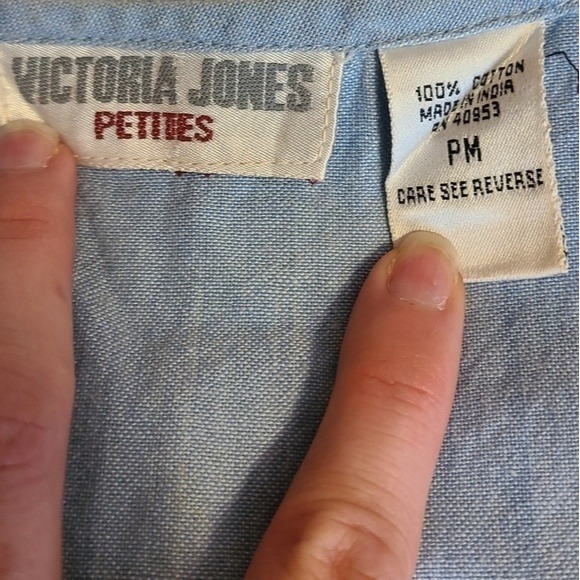 VICTORIA JONES
PETITES
100% COTTON
MADE IN INDIA
RN 40953
PM
CARE SEE REVERSE